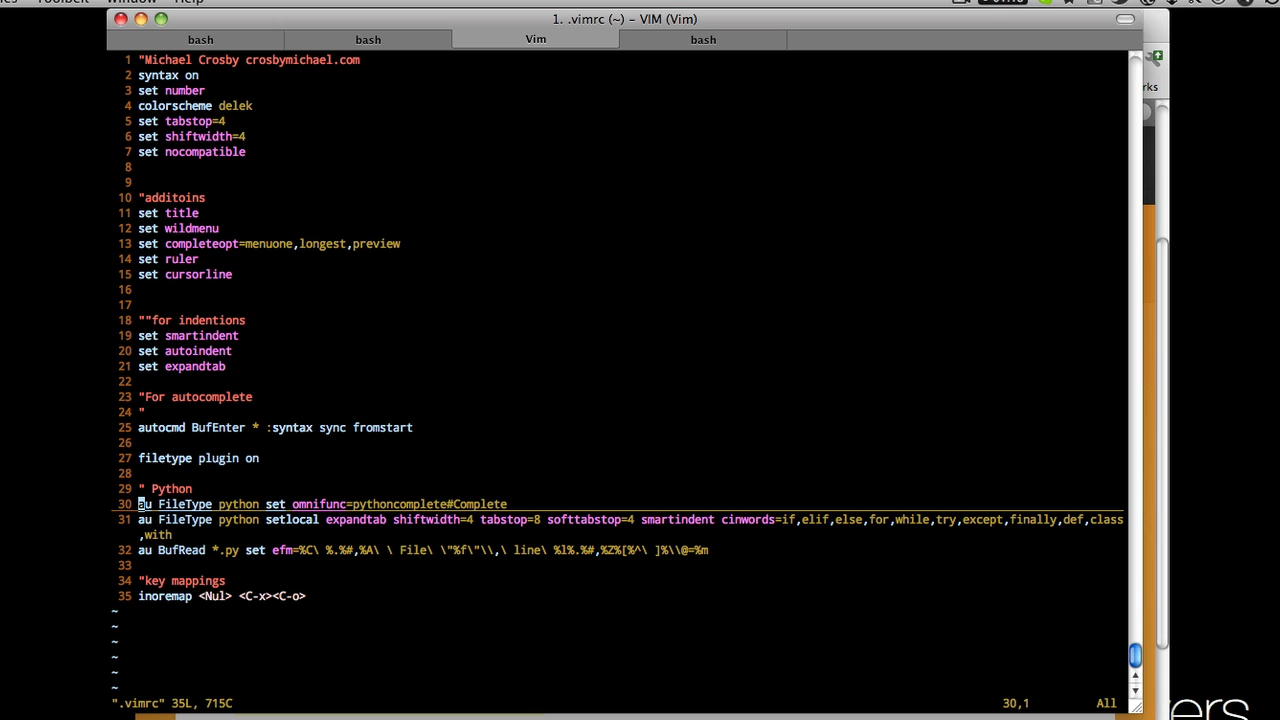 Window
Help
1. .vimrc (~) – VIM (Vim)
bash
bash
Vim
bash
1 "Michael Crosby crosbymichael.com
2 syntax on
3 set number
4 colorscheme delek
5 set tabstop=4
6 set shiftwidth=4
7 set nocompatible
8
9
10 "additoins
11 set title
12 set wildmenu
13 set completeopt=menuone,longest,preview
14 set ruler
15 set cursorline
16
17
18 ""for indentions
19 set smartindent
20 set autoindent
21 set expandtab
22
23 "For autocomplete
24 "
25 autocmd BufEnter * :syntax sync fromstart
26
27 filetype plugin on
28
29 " Python
30 au FileType python set omnifunc=pythoncomplete#Complete
31 au FileType python setlocal expandtab shiftwidth=4 tabstop=8 softtabstop=4 smartindent cinwords=if,elif,else,for,while,try,except,finally,def,class
,with
32 au BufRead *.py set efm=%C\ %.%#,%A\ \ File\ \"%f\"\\,\ line\ %l%.%#,%Z%[%^\ ]%\\@=%m
33
34 "key mappings
35 inoremap <Nul> <C-x><C-o>
~
~
~
~
~
~
".vimrc" 35L, 715C 30,1 All
rks
vers